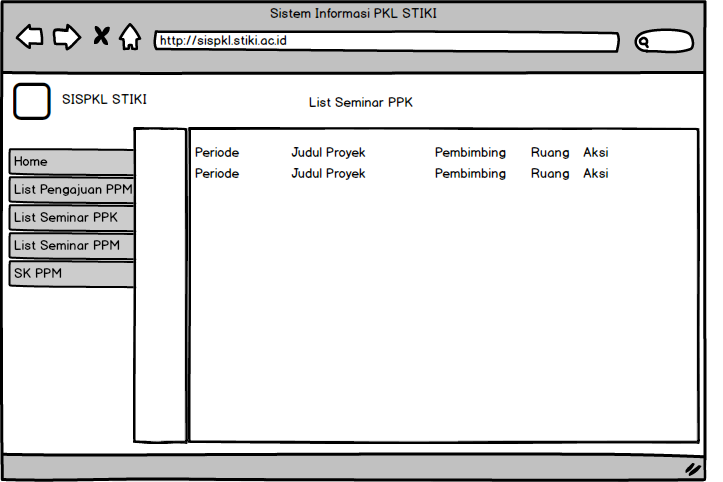 Sistem Informasi PKL STIKI
http://sispkl.stiki.ac.id
SISPKL STIKI
List Seminar PPK
Home
List Pengajuan PPM
List Seminar PPK
List Seminar PPM
SK PPM
Periode Judul Proyek Pembimbing Ruang Aksi
Periode Judul Proyek Pembimbing Ruang Aksi